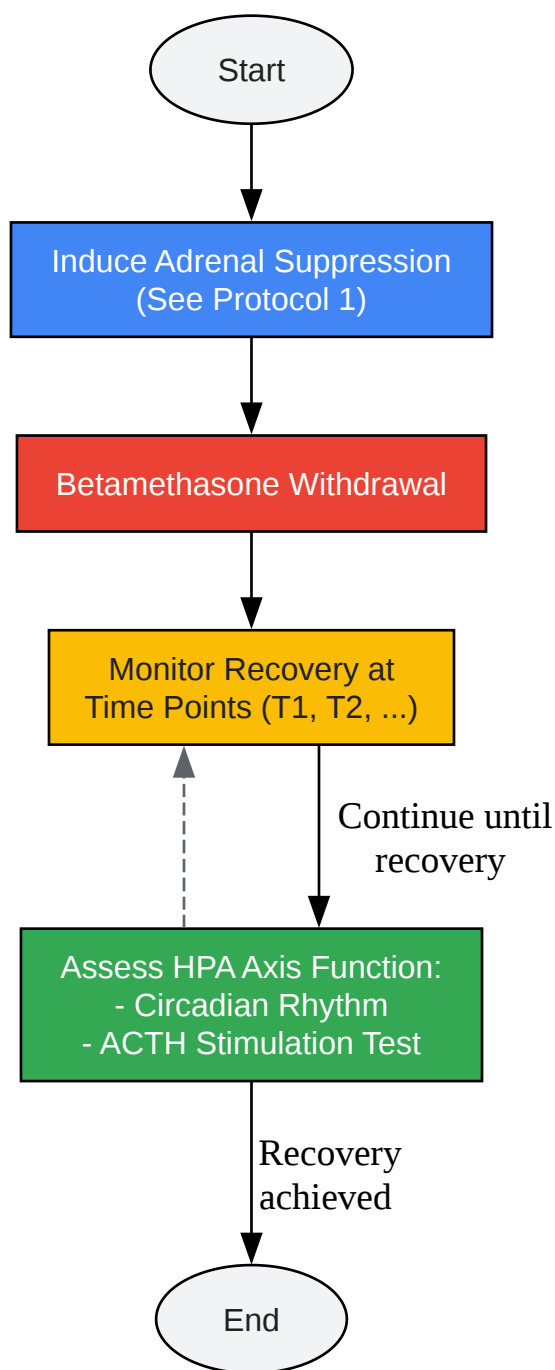 Start
Induce Adrenal Suppression
(See Protocol 1)
Betamethasone Withdrawal
Monitor Recovery at
Time Points (T1, T2, ...)
Continue until
recovery
Assess HPA Axis Function:
- Circadian Rhythm
- ACTH Stimulation Test
Recovery
achieved
End